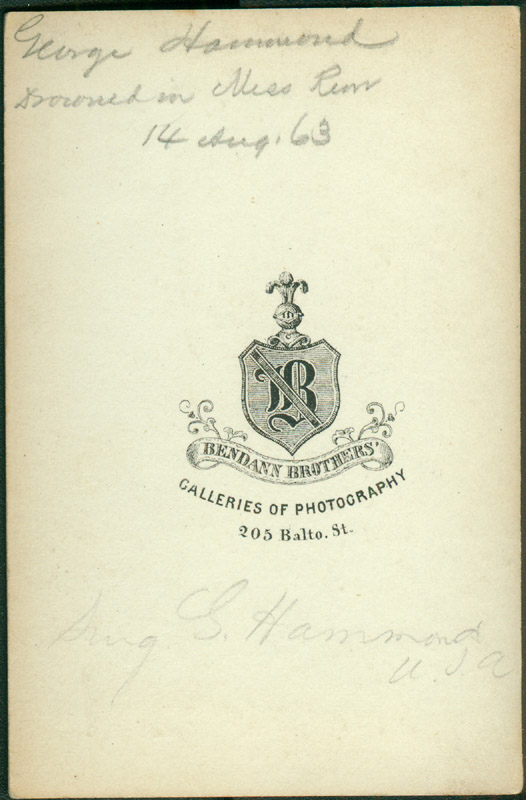 George Hammond
Drowned in Miss River
14 Aug. 63
B
BENDANN BROTHERS'
GALLERIES OF PHOTOGRAPHY
205 Balto. St.
Surg G. Hammond
U.S.A